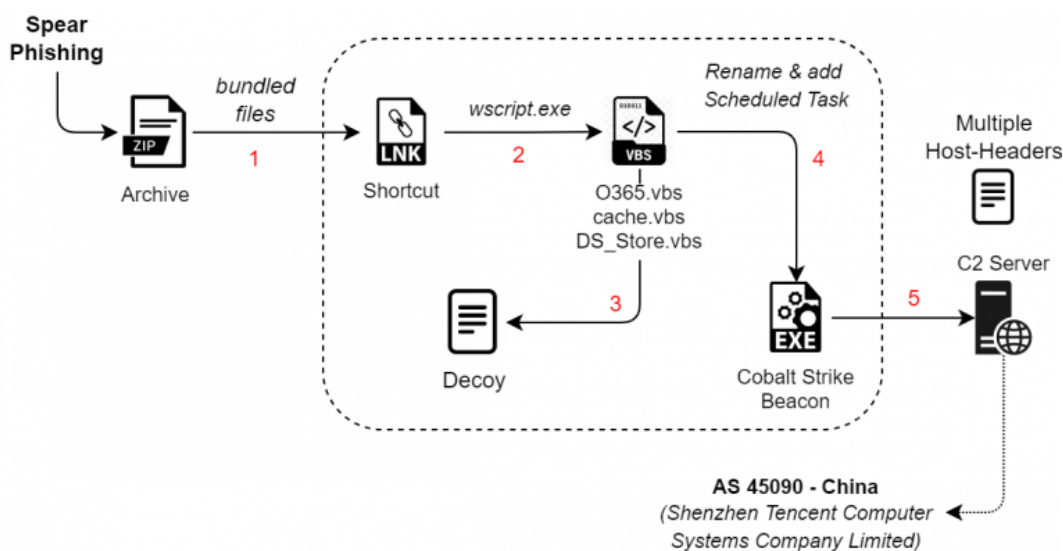 Spear
Phishing
bundled
files
1
ZIP
Archive
LNK
Shortcut
wscript.exe
2
010011
</>
VBS
O365.vbs
cache.vbs
DS_Store.vbs
3
Decoy
Rename & add
Scheduled Task
4
EXE
Cobalt Strike
Beacon
5
Multiple
Host-Headers
C2 Server
AS 45090 - China
(Shenzhen Tencent Computer
Systems Company Limited)